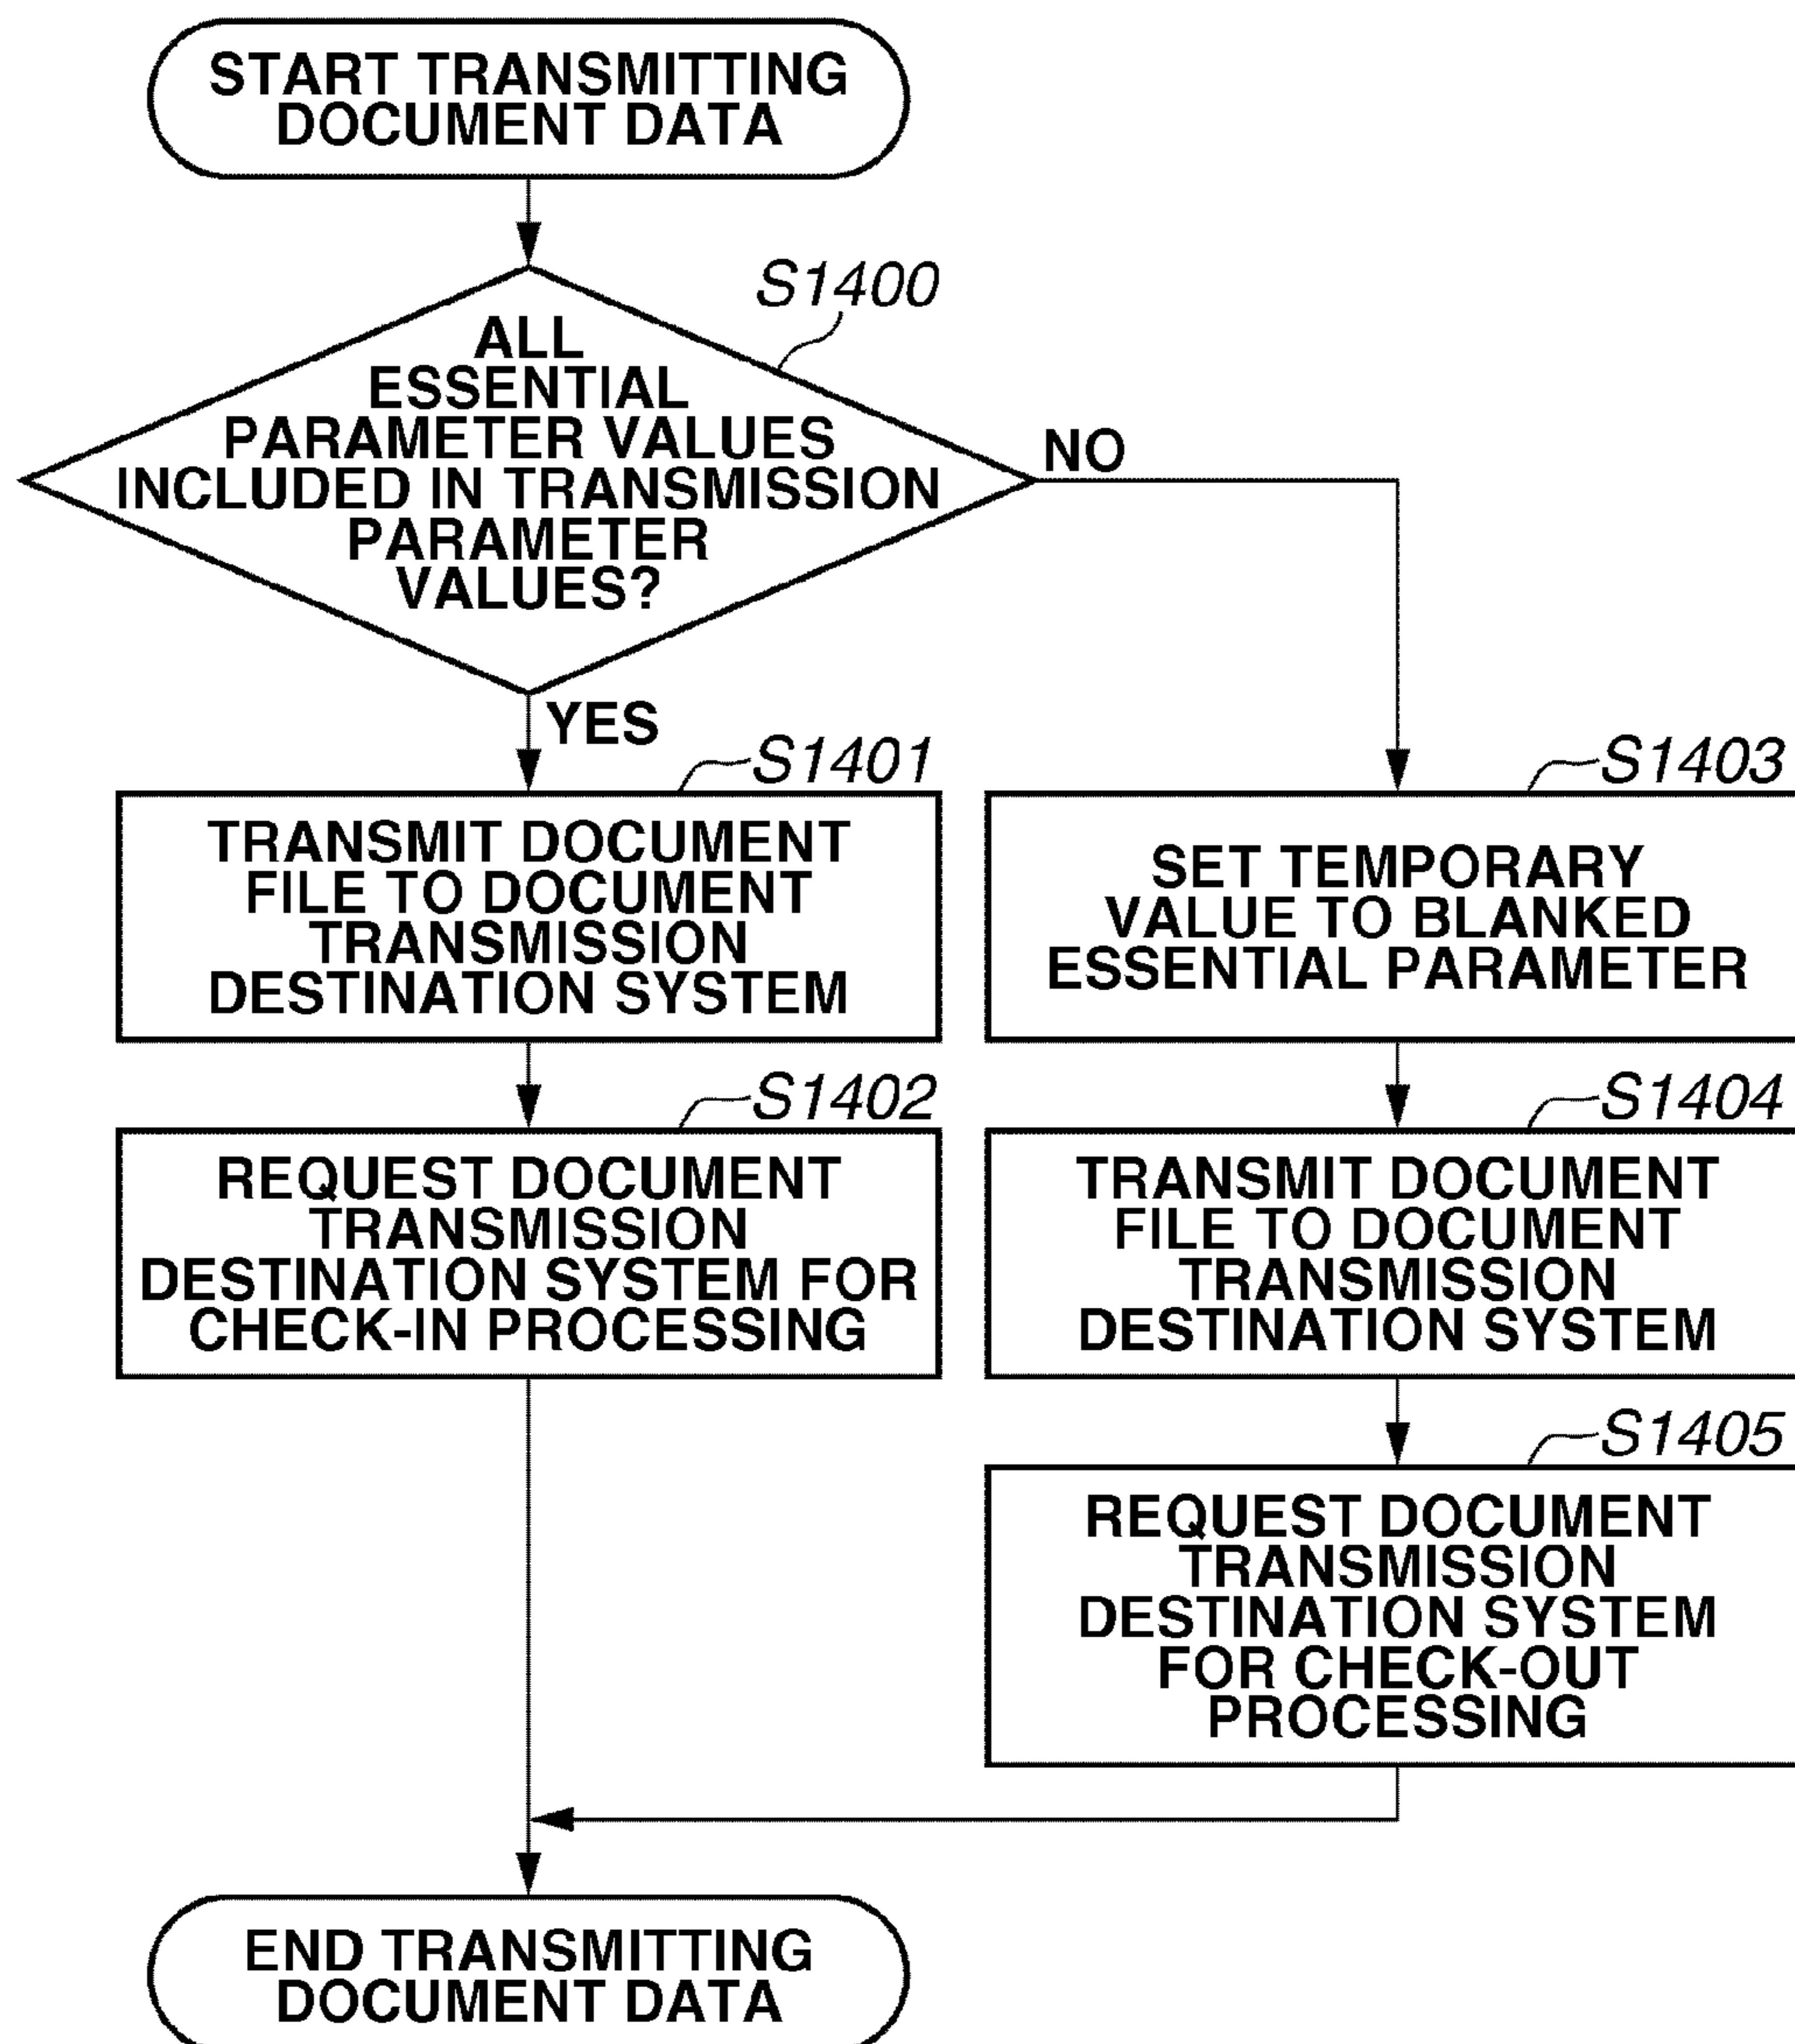 START TRANSMITTING
DOCUMENT DATA
S1400
ALL
ESSENTIAL
PARAMETER VALUES
INCLUDED IN TRANSMISSION
PARAMETER
VALUES?
NO
YES
S1401
TRANSMIT DOCUMENT
FILE TO DOCUMENT
TRANSMISSION
DESTINATION SYSTEM
S1402
REQUEST DOCUMENT
TRANSMISSION
DESTINATION SYSTEM FOR
CHECK-IN PROCESSING
S1403
SET TEMPORARY
VALUE TO BLANKED
ESSENTIAL PARAMETER
S1404
TRANSMIT DOCUMENT
FILE TO DOCUMENT
TRANSMISSION
DESTINATION SYSTEM
S1405
REQUEST DOCUMENT
TRANSMISSION
DESTINATION SYSTEM
FOR CHECK-OUT
PROCESSING
END TRANSMITTING
DOCUMENT DATA